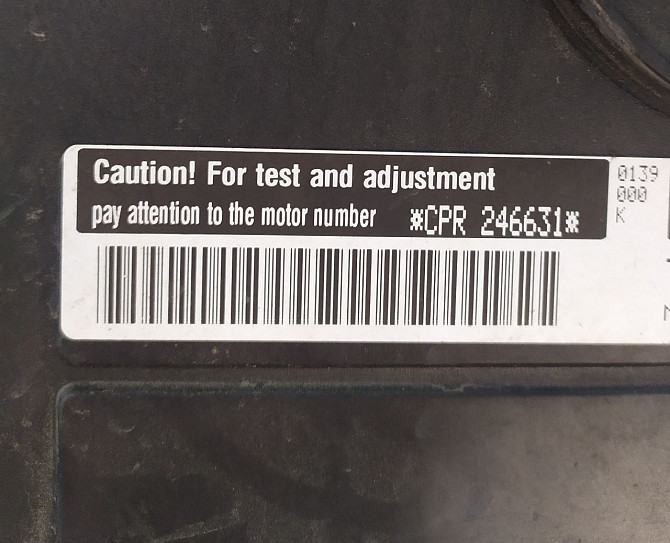 Caution! For test and adjustment
pay attention to the motor number *CPR 246631*
0139
000
K